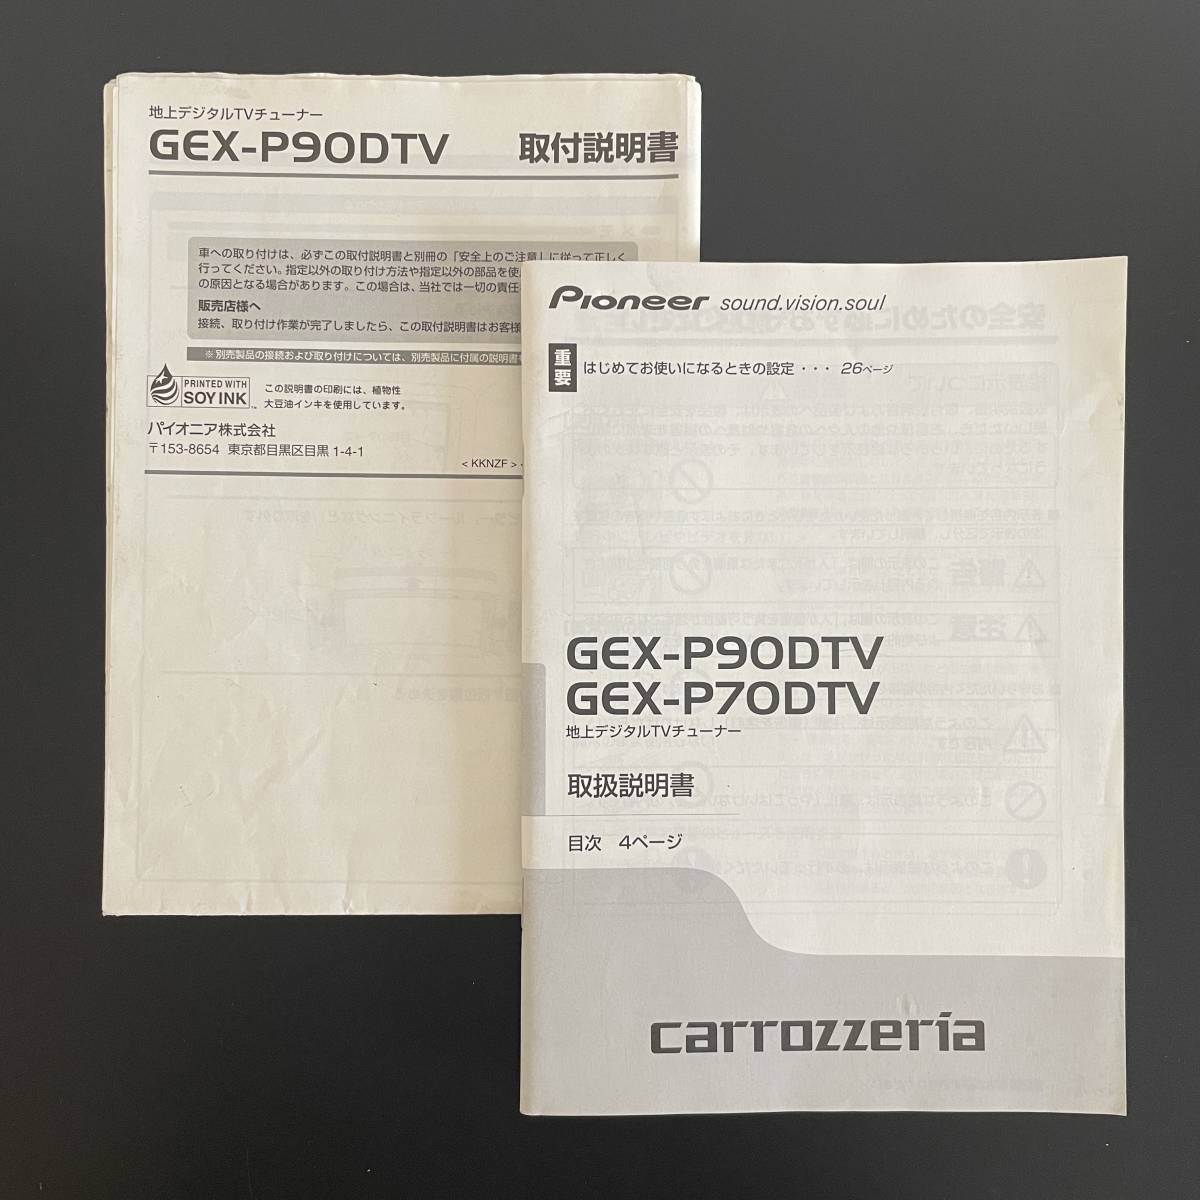 地上デジタルTVチューナー
GEX-P90DTV 取付説明書
車への取り付けは、必ずこの取付説明書と別冊の「安全上のご注意」に従って正しく
行ってください。指定以外の取り付け方法や指定以外の部品を使
の原因となる場合があります。この場合は、当社では一切の責任
販売店様へ
接続、取り付け作業が完了しましたら、この取付説明書はお客様
※別売製品の接続および取り付けについては、別売製品に付属の説明書
PRINTED WITH
SOY INK™
この説明書の印刷には、植物性
大豆油インキを使用しています。
パイオニア株式会社
〒153-8654 東京都目黒区目黒 1-4-1
< KKNZF > <
Pioneer sound.vision.soul
重要
はじめてお使いになるときの設定・・・ 26ページ
GEX-P90DTV
GEX-P70DTV
地上デジタルTVチューナー
取扱説明書
目次 4ページ
carrozzeria